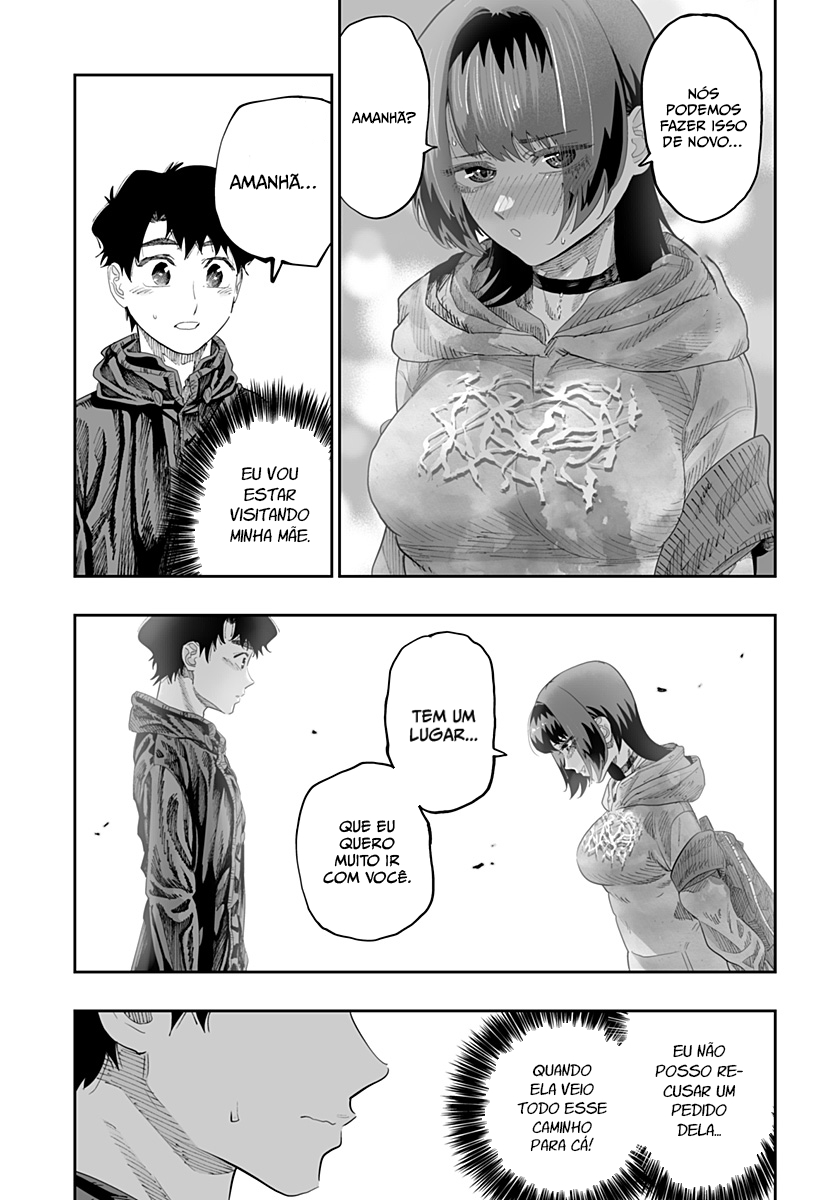 NÓS
PODEMOS
FAZER ISSO
DE NOVO...
AMANHÃ?
AMANHÃ...
EU VOU
ESTAR
VISITANDO
MINHA MÃE.
TEM UM
LUGAR...
QUE EU
QUERO
MUITO IR
COM VOCÊ.
EU NÃO
POSSO RE-
CUSAR UM
PEDIDO
DELA...
QUANDO
ELA VEIO
TODO ESSE
CAMINHO
PARA CÁ!